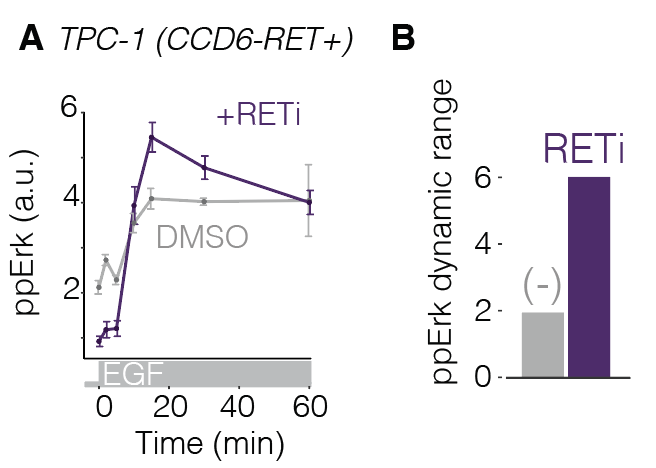 A TPC-1 (CCD6-RET+)
ppErk (a.u.)
6
4
2
+RETi
DMSO
EGF
0 20 40 60
Time (min)
B
ppErk dynamic range
6
4
2
0
(-)
RETi